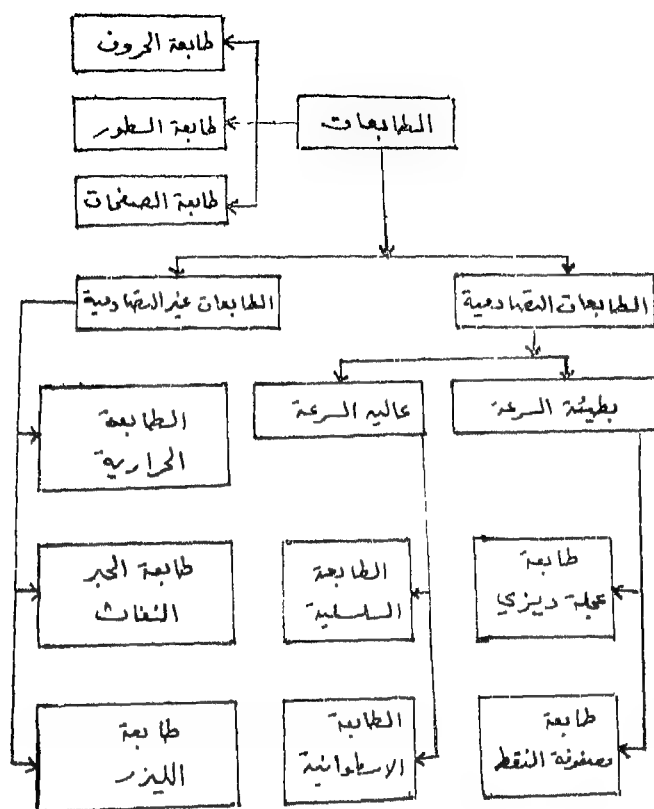 طابعة الحروف
الطابعات
طابعة السطور
طابعة الصفحات
الطابعات التصادمية
الطابعات غير التصادمية
بطيئة السرعة
عاليه السرعة
الطابعة
الحرارية
طابعة
عجلة ديزي
الطابعة
السلسلية
طابعة الحبر
النفاث
طابعة
مصفوفة النقط
الطابعة
الاسطوانية
طابعة
الليزر